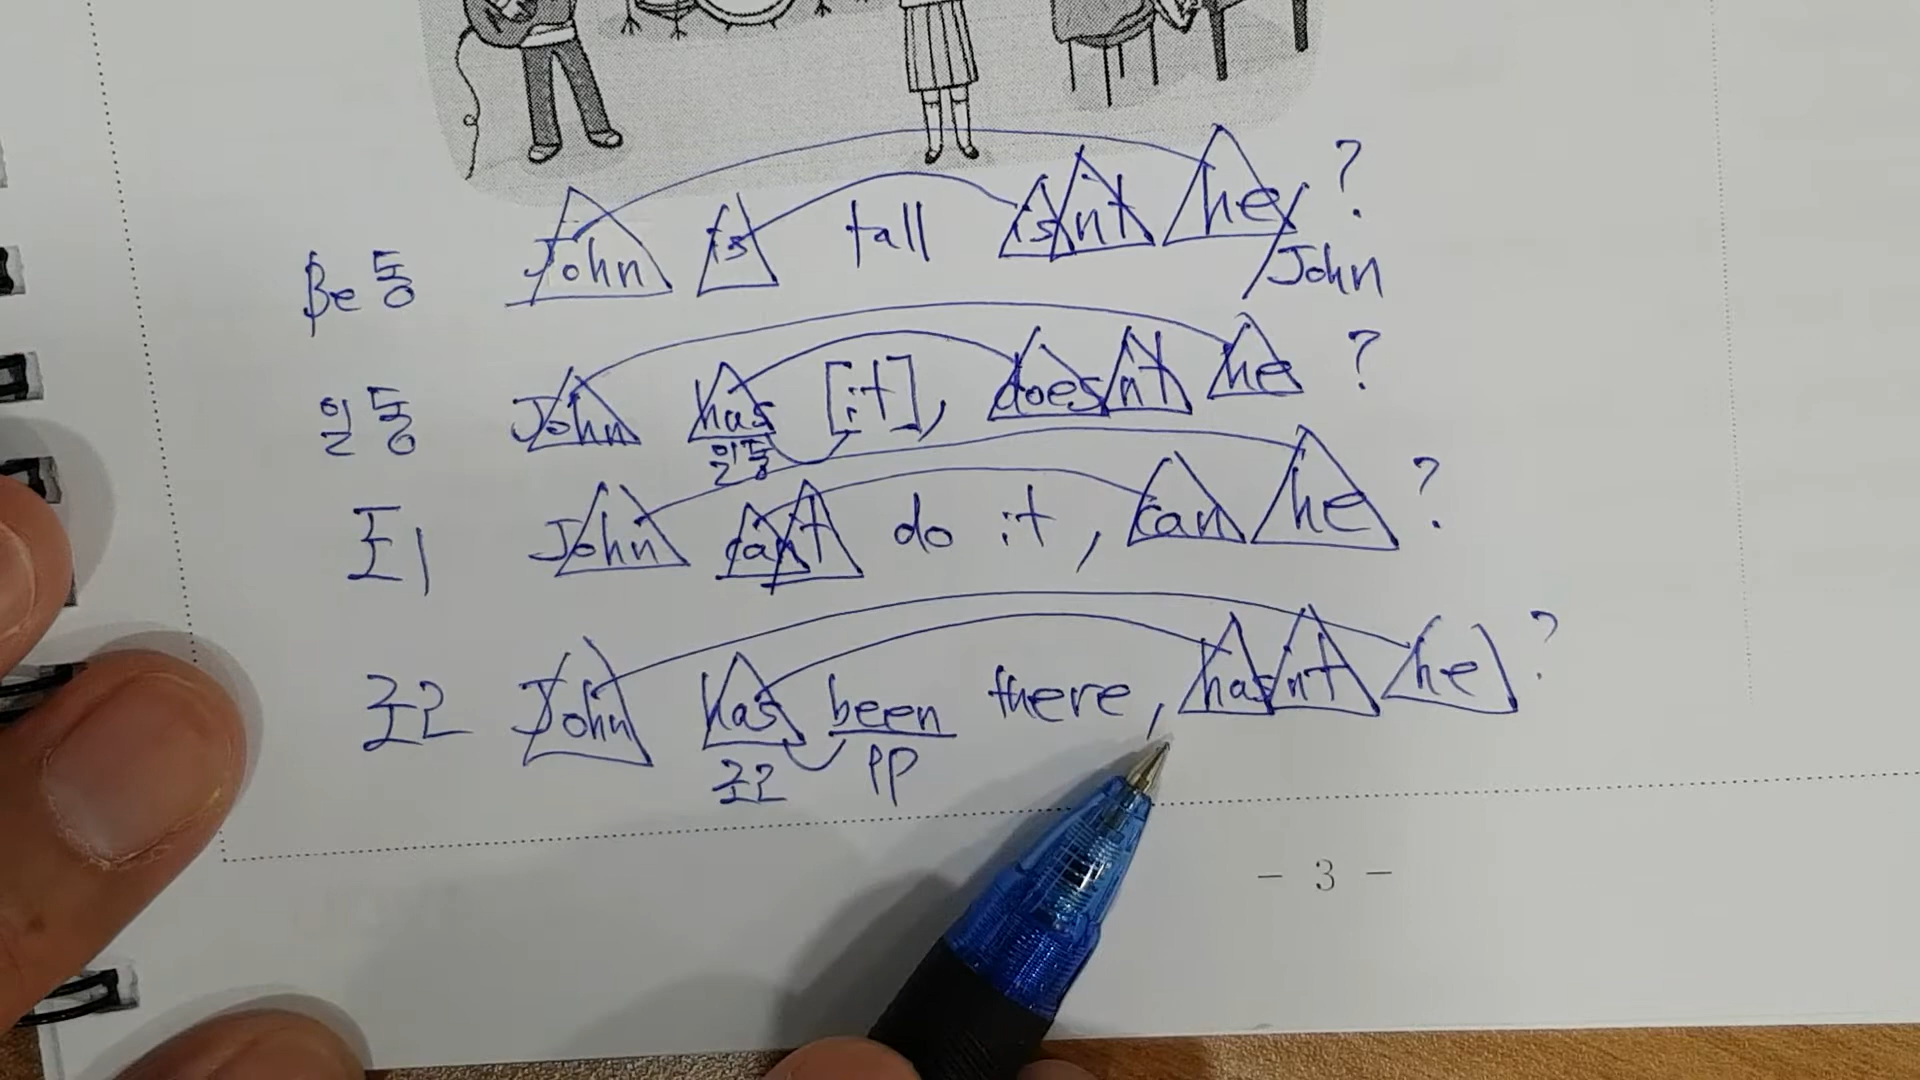 Be동 John is tall isn't he?
John
일동 John has [it], doesn't he?
일동
조1 John can't do it, can he?
조2 John has been there, hasn't he?
조2 pp
- 3 -